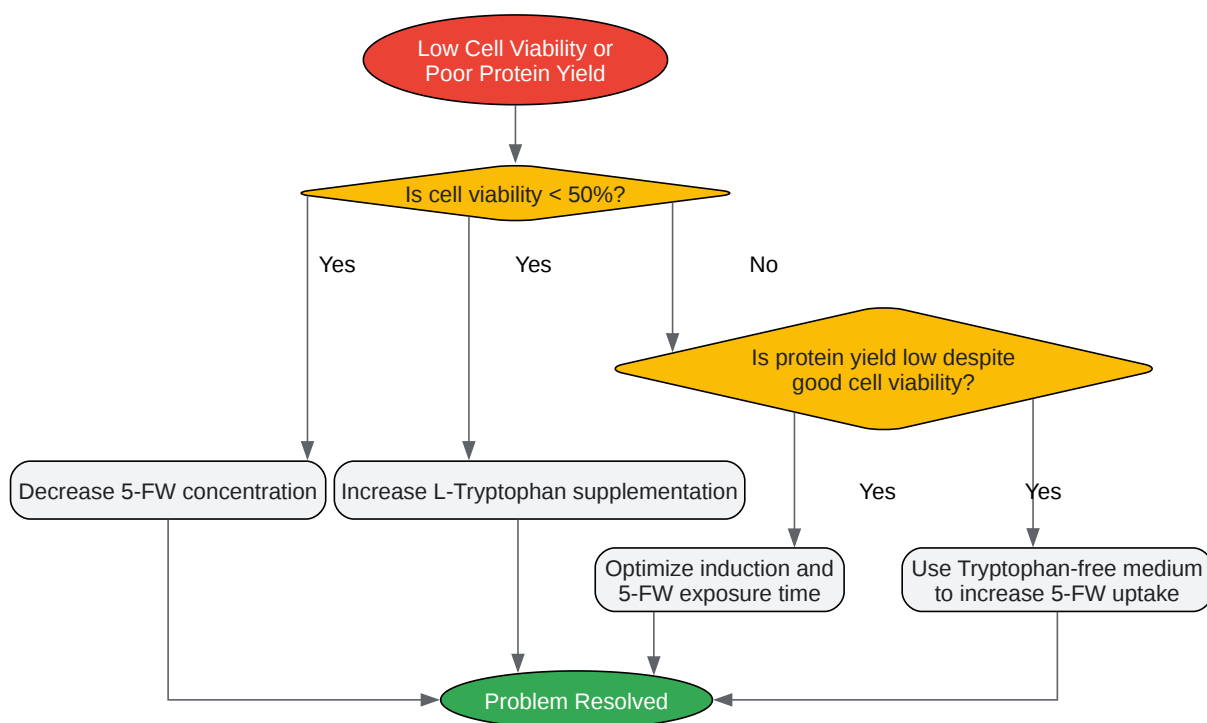 Low Cell Viability or
Poor Protein Yield
Is cell viability < 50%?
Yes
Yes
No
Is protein yield low despite
good cell viability?
Decrease 5-FW concentration
Increase L-Tryptophan supplementation
Yes
Yes
Optimize induction and
5-FW exposure time
Use Tryptophan-free medium
to increase 5-FW uptake
Problem Resolved